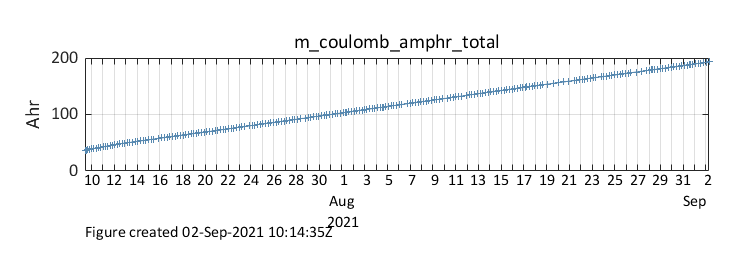 m_coulomb_amphr_total
200
100
0
Ahr
10 12 14 16 18 20 22 24 26 28 30 1 3 5 7 9 11 13 15 17 19 21 23 25 27 29 31 2
Aug Sep
2021
Figure created 02-Sep-2021 10:14:35Z